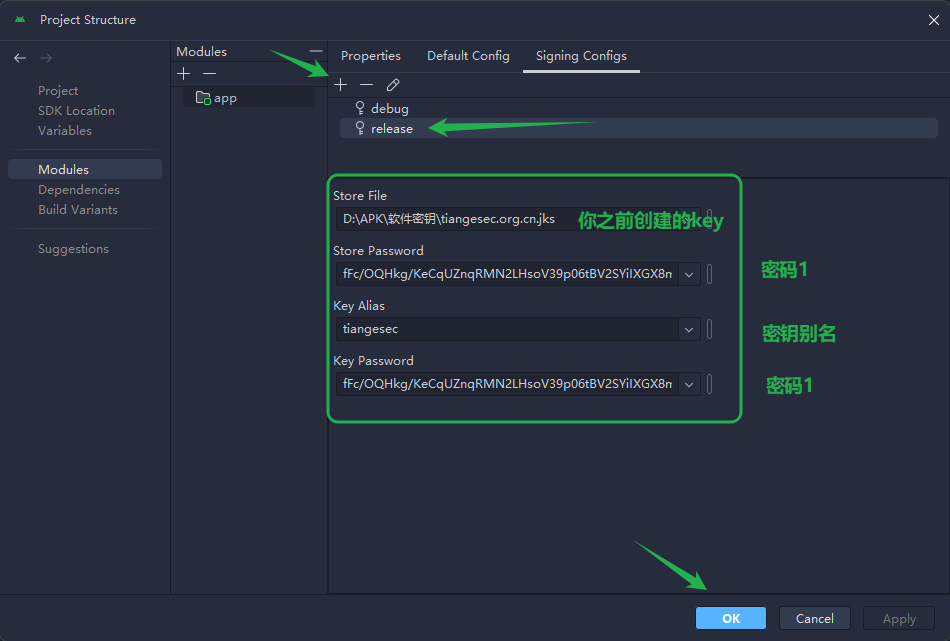 Project Structure
Project
SDK Location
Variables
Modules
Dependencies
Build Variants
Suggestions
Modules
app
Properties
Default Config
Signing Configs
debug
release
Store File
D:\APK\软件密钥\tiangesec.org.cn.jks
你之前创建的key
Store Password
fFc/OQHkg/KeCqUZnqRMN2LHsoV39p06tBV2SYiIXGX8m
密码1
Key Alias
tiangesec
密钥别名
Key Password
fFc/OQHkg/KeCqUZnqRMN2LHsoV39p06tBV2SYiIXGX8m
密码1
OK
Cancel
Apply